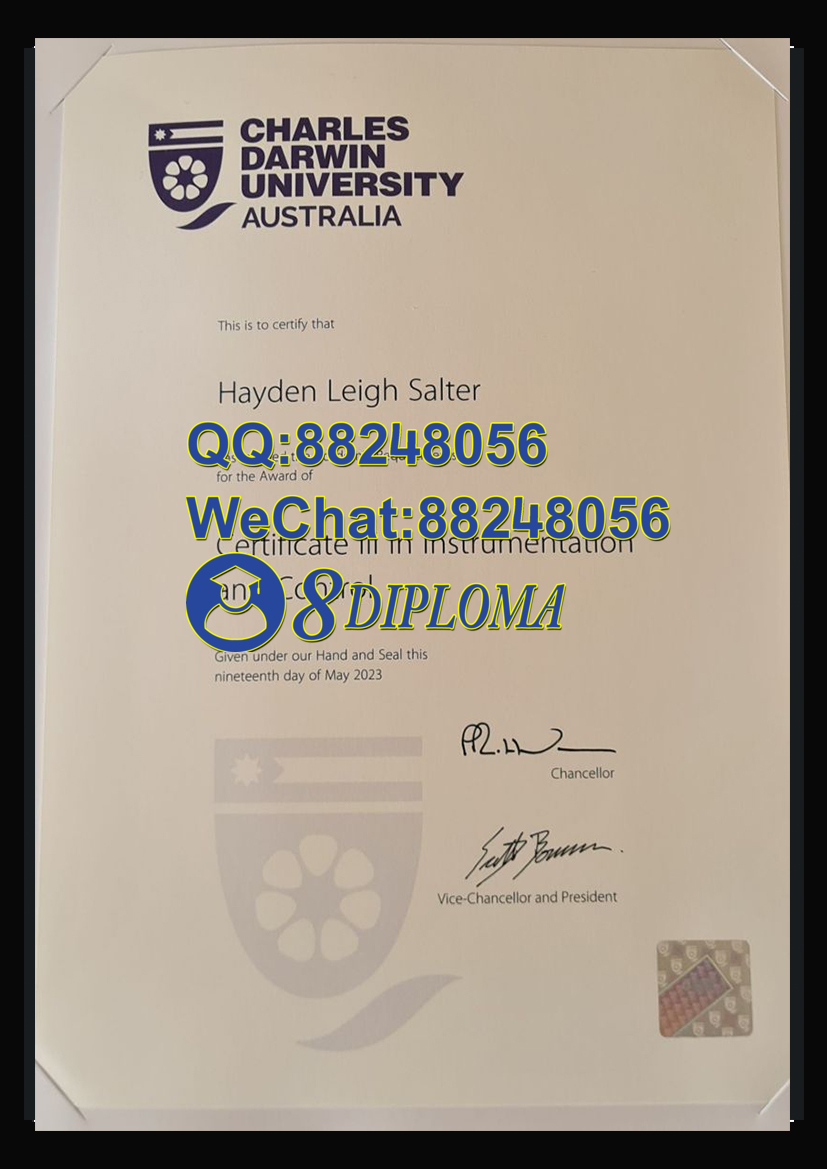 CHARLES
DARWIN
UNIVERSITY
AUSTRALIA
This is to certify that
Hayden Leigh Salter
QQ:88248056
for the Award of
WeChat:88248056
Certificate III in Instrumentation
and Control
8DIPLOMA
Given under our Hand and Seal this
nineteenth day of May 2023
Chancellor
Vice-Chancellor and President